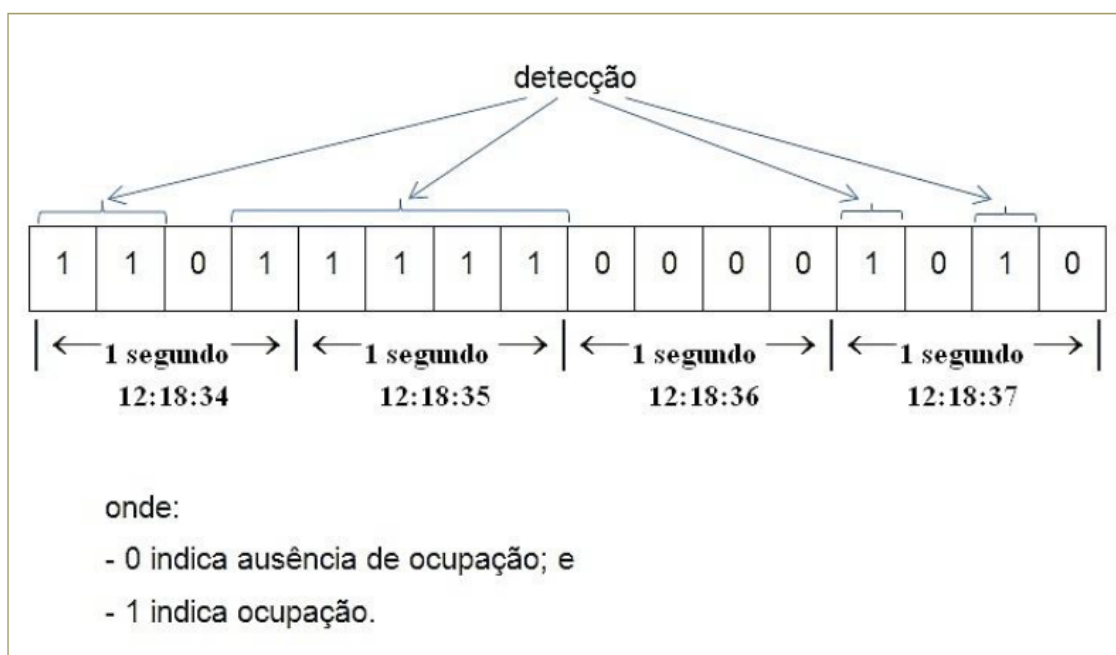 detecção
1 1 0 1 1 1 1 1 0 0 0 0 1 0 1 0
1 segundo 1 segundo 1 segundo 1 segundo
12:18:34 12:18:35 12:18:36 12:18:37
onde:
- 0 indica ausência de ocupação; e
- 1 indica ocupação.